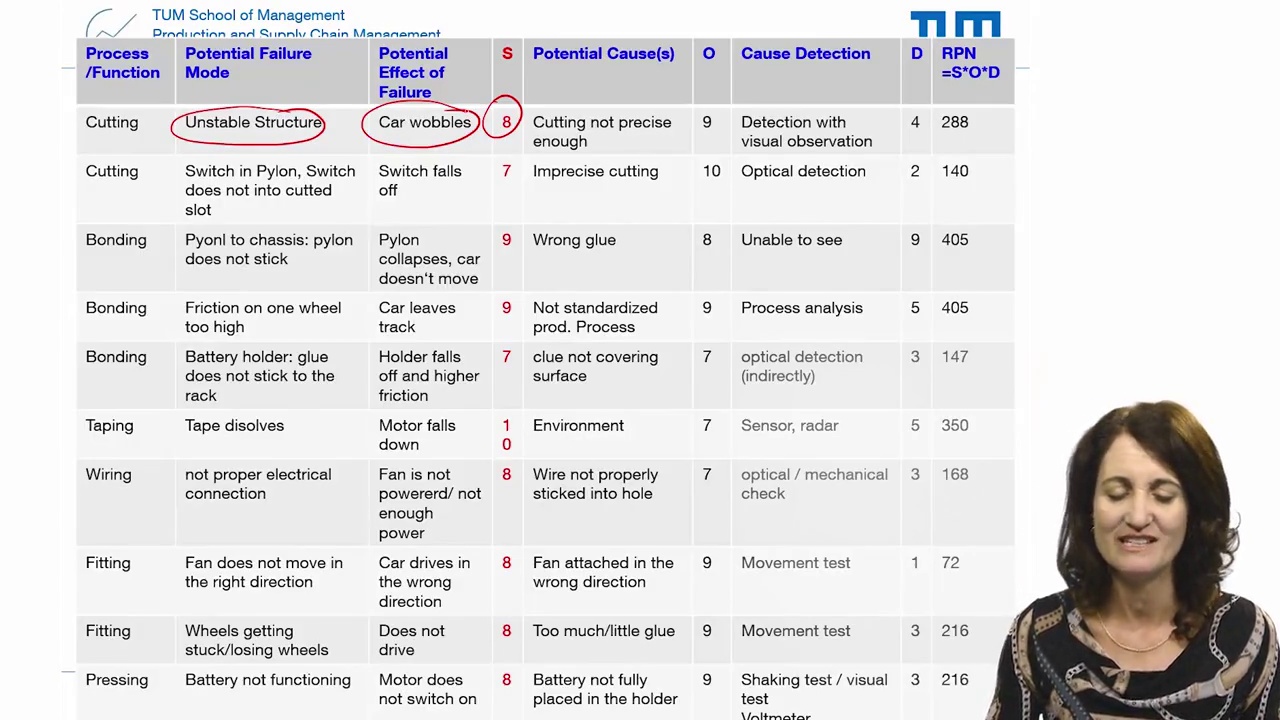 TUM School of Management
Production and Supply Chain Management
TUM
Process /Function Potential Failure Mode Potential Effect of Failure S Potential Cause(s) O Cause Detection D RPN =S*O*D
Cutting Unstable Structure Car wobbles 8 Cutting not precise enough 9 Detection with visual observation 4 288
Cutting Switch in Pylon, Switch does not into cutted slot Switch falls off 7 Imprecise cutting 10 Optical detection 2 140
Bonding Pyonl to chassis: pylon does not stick Pylon collapses, car doesn‘t move 9 Wrong glue 8 Unable to see 9 405
Bonding Friction on one wheel too high Car leaves track 9 Not standardized prod. Process 9 Process analysis 5 405
Bonding Battery holder: glue does not stick to the rack Holder falls off and higher friction 7 clue not covering surface 7 optical detection (indirectly) 3 147
Taping Tape disolves Motor falls down 10 Environment 7 Sensor, radar 5 350
Wiring not proper electrical connection Fan is not powererd/ not enough power 8 Wire not properly sticked into hole 7 optical / mechanical check 3 168
Fitting Fan does not move in the right direction Car drives in the wrong direction 8 Fan attached in the wrong direction 9 Movement test 1 72
Fitting Wheels getting stuck/losing wheels Does not drive 8 Too much/little glue 9 Movement test 3 216
Pressing Battery not functioning Motor does not switch on 8 Battery not fully placed in the holder 9 Shaking test / visual test Voltmeter 3 216